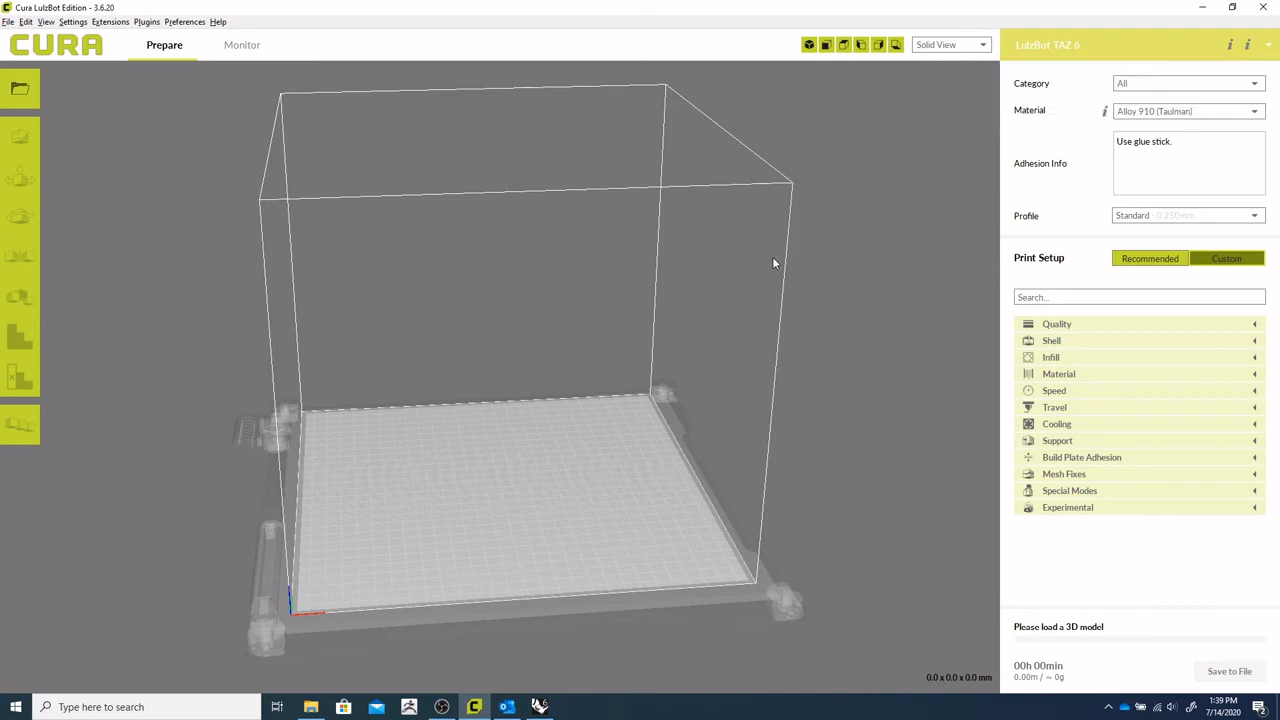 Cura LulzBot Edition - 3.6.20
File Edit View Settings Extensions Plugins Preferences Help
CURA Prepare Monitor Solid View
LulzBot TAZ 6
Category All
Material Alloy 910 (Taulman)
Adhesion Info Use glue stick.
Profile Standard - 0.250mm
Print Setup Recommended Custom
Search...
Quality
Shell
Infill
Material
Speed
Travel
Cooling
Support
Build Plate Adhesion
Mesh Fixes
Special Modes
Experimental
Please load a 3D model
00h 00min
0.00m / ~ 0g
Save to File
0.0 x 0.0 x 0.0 mm
Type here to search
1:39 PM
7/14/2020
2